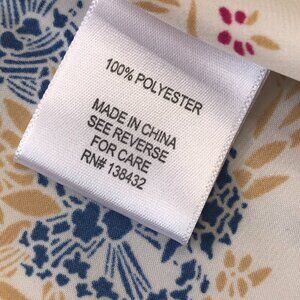 100% POLYESTER
MADE IN CHINA
SEE REVERSE
FOR CARE
RN# 138432